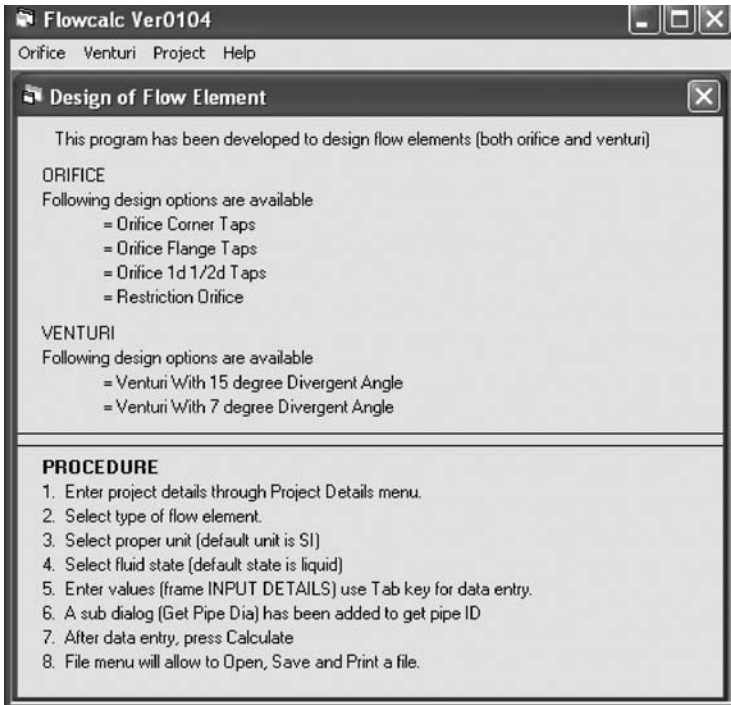 Flowcalc Ver0104
Orifice Venturi Project Help
Design of Flow Element
This program has been developed to design flow elements (both orifice and venturi)
ORIFICE
Following design options are available
= Orifice Corner Taps
= Orifice Flange Taps
= Orifice 1d 1/2d Taps
= Restriction Orifice
VENTURI
Following design options are available
= Venturi With 15 degree Divergent Angle
= Venturi With 7 degree Divergent Angle
PROCEDURE
1. Enter project details through Project Details menu.
2. Select type of flow element.
3. Select proper unit (default unit is SI)
4. Select fluid state (default state is liquid)
5. Enter values (frame INPUT DETAILS) use Tab key for data entry.
6. A sub dialog (Get Pipe Dia) has been added to get pipe ID
7. After data entry, press Calculate
8. File menu will allow to Open, Save and Print a file.